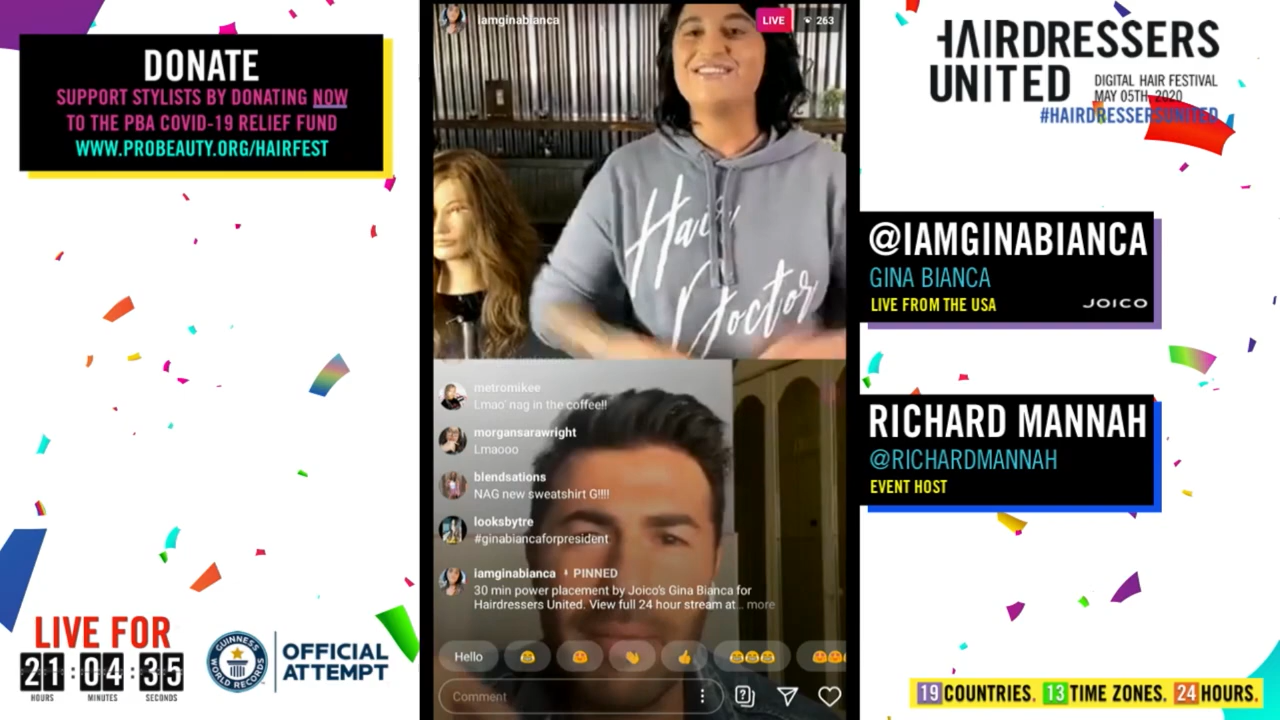 DONATE
SUPPORT STYLISTS BY DONATING NOW
TO THE PBA COVID-19 RELIEF FUND
WWW.PROBEAUTY.ORG/HAIRFEST
LIVE FOR
21:04:35
HOURS MINUTES SECONDS
GUINNESS
WORLD RECORDS
OFFICIAL
ATTEMPT
iamginabianca
LIVE
263
Hair
Doctor
metromikee
Lmao' nag in the coffee!!
morgansarawright
Lmaooo
blendsations
NAG new sweatshirt G!!!!
looksbytre
#ginabiancaforpresident
iamginabianca PINNED
30 min power placement by Joico's Gina Bianca for
Hairdressers United. View full 24 hour stream at... more
Hello
Comment
HAIRDRESSERS
UNITED
DIGITAL HAIR FESTIVAL
MAY 05TH, 2020
#HAIRDRESSERSUNITED
@IAMGINABIANCA
GINA BIANCA
LIVE FROM THE USA
JOICO
RICHARD MANNAH
@RICHARDMANNAH
EVENT HOST
19 COUNTRIES. 13 TIME ZONES. 24 HOURS.